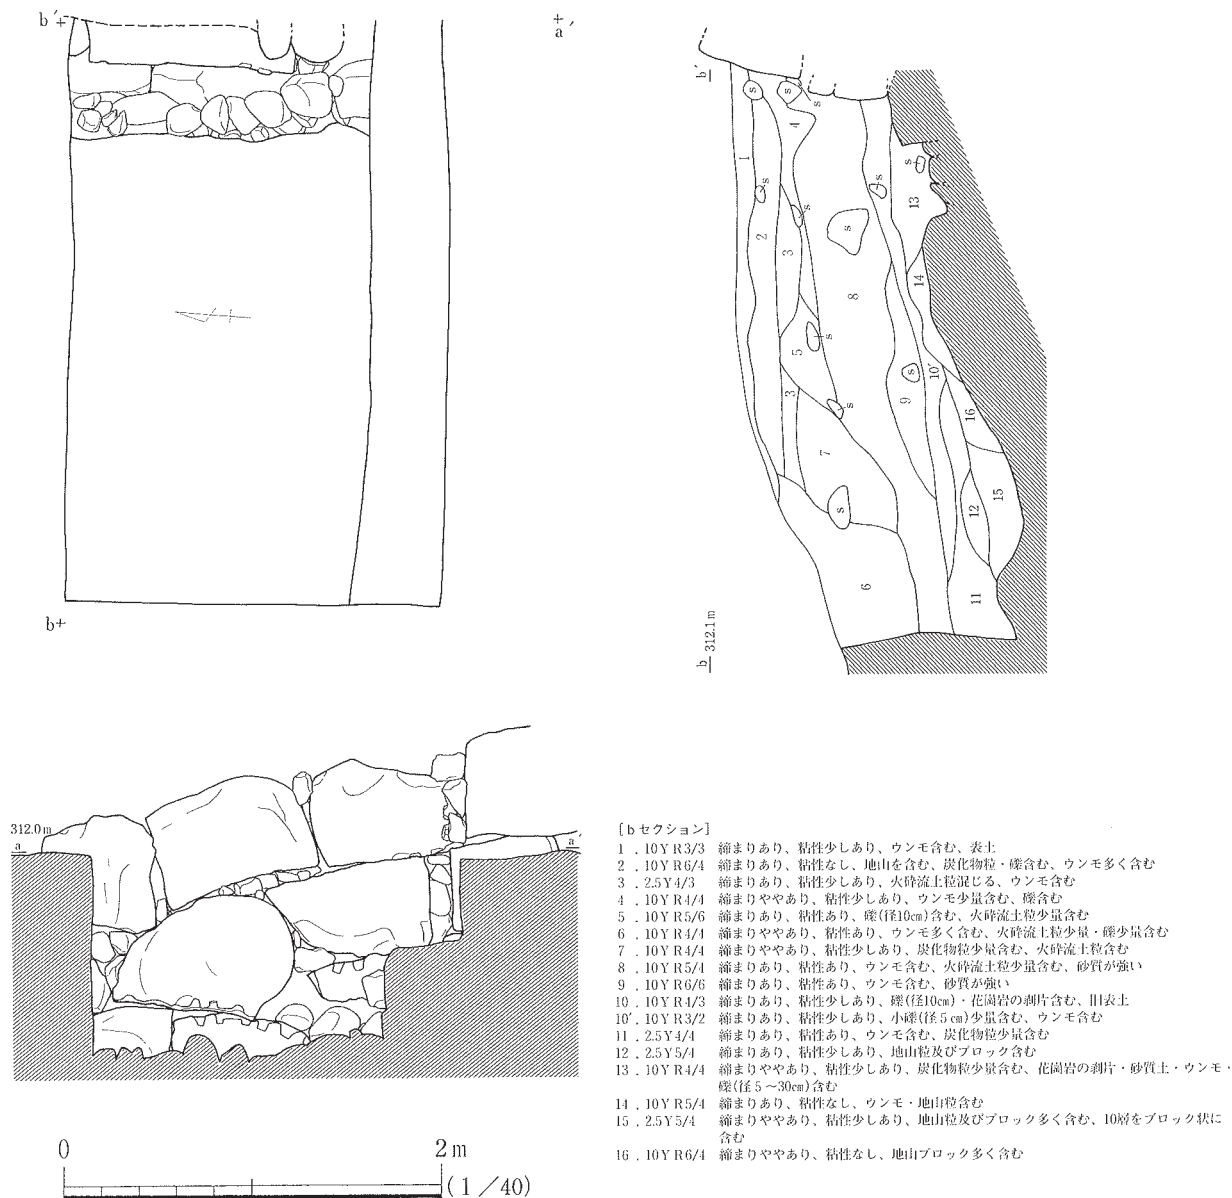 b′+
+
a′
b+
b′
s
s
s
4
1
s
s
s
s
s
13
2
3
s
14
8
5
s
s
10′
3
9
16
s
7
15
12
s
6
11
b
312.1m
312.0m
a
a′
[bセクション]
1．10YR3/3 締まりあり、粘性少しあり、ウンモ含む、表土
2．10YR6/4 締まりあり、粘性なし、地山を含む、炭化物粒・礫含む、ウンモ多く含む
3．2.5Y4/3 締まりあり、粘性少しあり、火砕流土粒混じる、ウンモ含む
4．10YR4/4 締まりややあり、粘性少しあり、ウンモ少量含む、礫含む
5．10YR5/6 締まりあり、粘性あり、礫(径10㎝)含む、火砕流土粒少量含む
6．10YR4/4 締まりややあり、粘性あり、ウンモ多く含む、火砕流土粒少量・礫少量含む
7．10YR4/4 締まりややあり、粘性少しあり、炭化物粒少量含む、火砕流土粒含む
8．10YR5/4 締まりあり、粘性あり、ウンモ含む、火砕流土粒少量含む、砂質が強い
9．10YR6/6 締まりあり、粘性あり、ウンモ含む、砂質が強い
10．10YR4/3 締まりあり、粘性少しあり、礫(径10㎝)・花崗岩の剥片含む、旧表土
10′．10YR3/2 締まりあり、粘性少しあり、小礫(径5㎝)少量含む、ウンモ含む
11．2.5Y4/4 締まりあり、粘性あり、ウンモ含む、炭化物粒少量含む
12．2.5Y5/4 締まりあり、粘性少しあり、地山粒及びブロック含む
13．10YR4/4 締まりややあり、粘性少しあり、炭化物粒少量含む、花崗岩の剥片・砂質土・ウンモ・
礫(径5～30㎝)含む
14．10YR5/4 締まりあり、粘性なし、ウンモ・地山粒含む
15．2.5Y5/4 締まりややあり、粘性少しあり、地山粒及びブロック多く含む、10層をブロック状に
含む
16．10YR6/4 締まりややあり、粘性なし、地山ブロック多く含む
0 2m
(1／40)